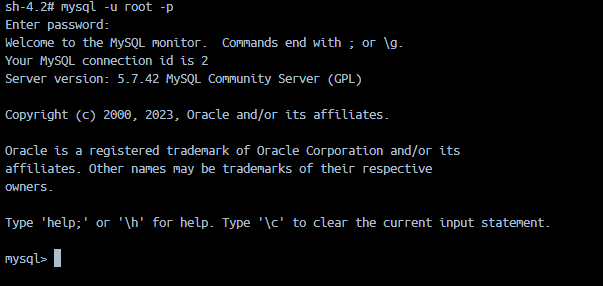 sh-4.2# mysql -u root -p
Enter password:
Welcome to the MySQL monitor.  Commands end with ; or \g.
Your MySQL connection id is 2
Server version: 5.7.42 MySQL Community Server (GPL)

Copyright (c) 2000, 2023, Oracle and/or its affiliates.

Oracle is a registered trademark of Oracle Corporation and/or its
affiliates. Other names may be trademarks of their respective
owners.

Type 'help;' or '\h' for help. Type '\c' to clear the current input statement.

mysql>